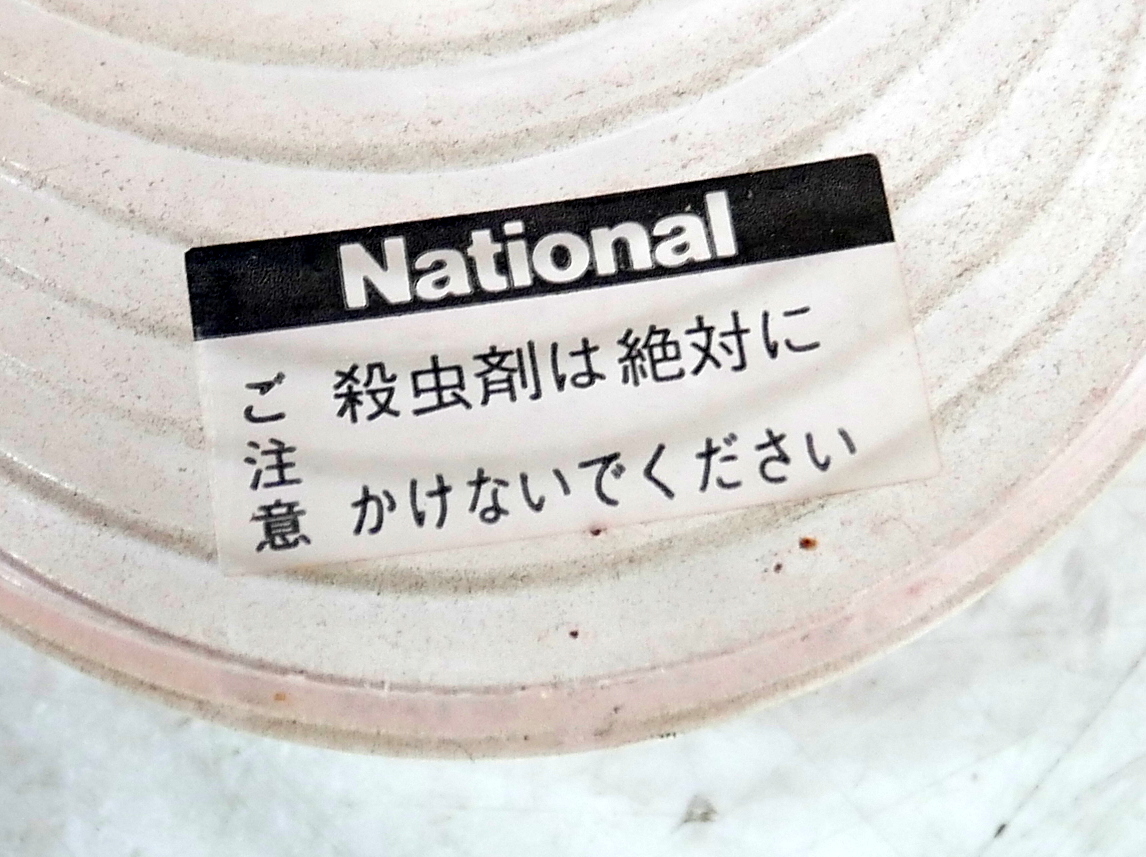 National
ご注意
殺虫剤は絶対に
かけないでください